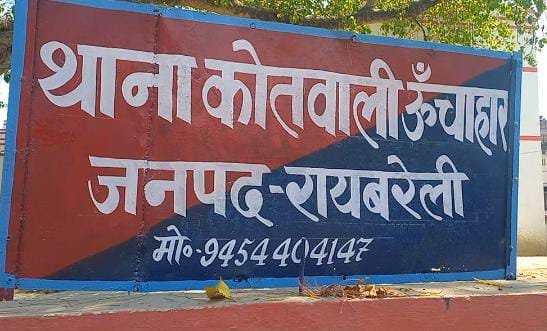 थाना कोतवाली ऊँचाहार
जनपद-रायबरेली
मो०-9454404147